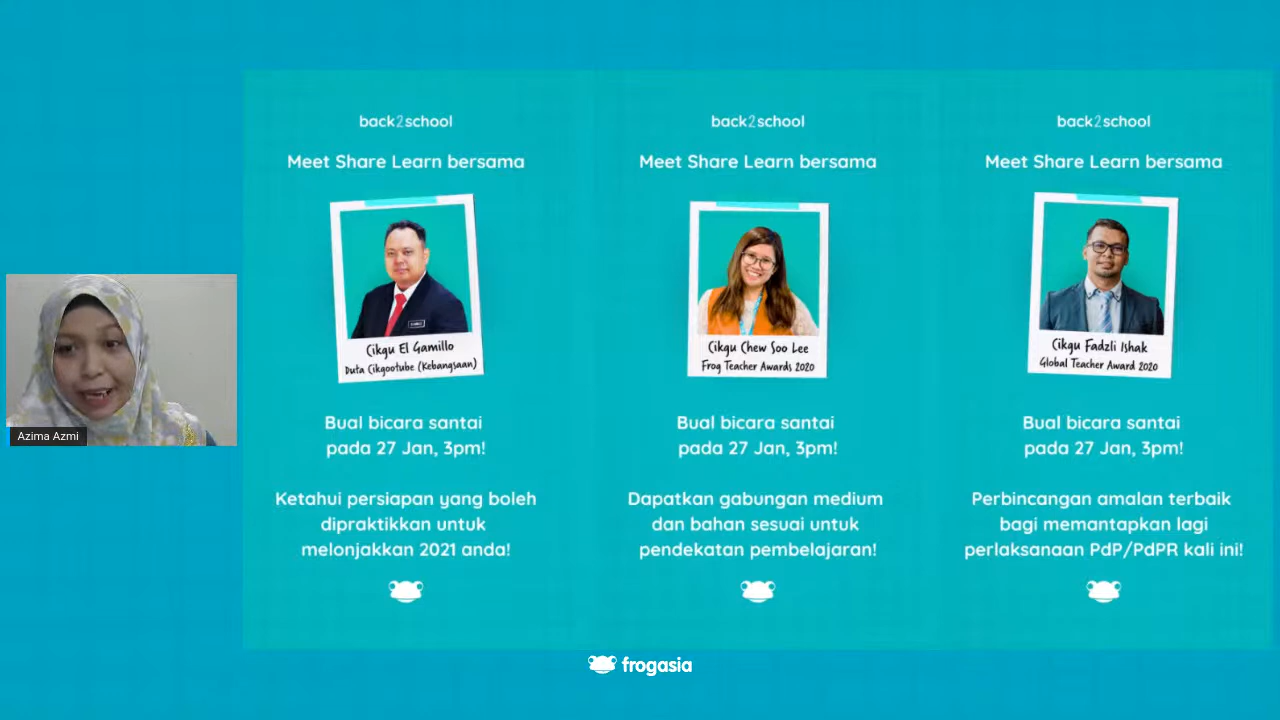 back2school
Meet Share Learn bersama
Cikgu El Gamillo
Duta Cikgootube (Kebangsaan)
Bual bicara santai
pada 27 Jan, 3pm!
Ketahui persiapan yang boleh
dipraktikkan untuk
melonjakkan 2021 anda!
back2school
Meet Share Learn bersama
Cikgu Chew Soo Lee
Frog Teacher Awards 2020
Bual bicara santai
pada 27 Jan, 3pm!
Dapatkan gabungan medium
dan bahan sesuai untuk
pendekatan pembelajaran!
back2school
Meet Share Learn bersama
Cikgu Fadzli Ishak
Global Teacher Award 2020
Bual bicara santai
pada 27 Jan, 3pm!
Perbincangan amalan terbaik
bagi memantapkan lagi
perlaksanaan PdP/PdPR kali ini!
Azima Azmi
frogasia